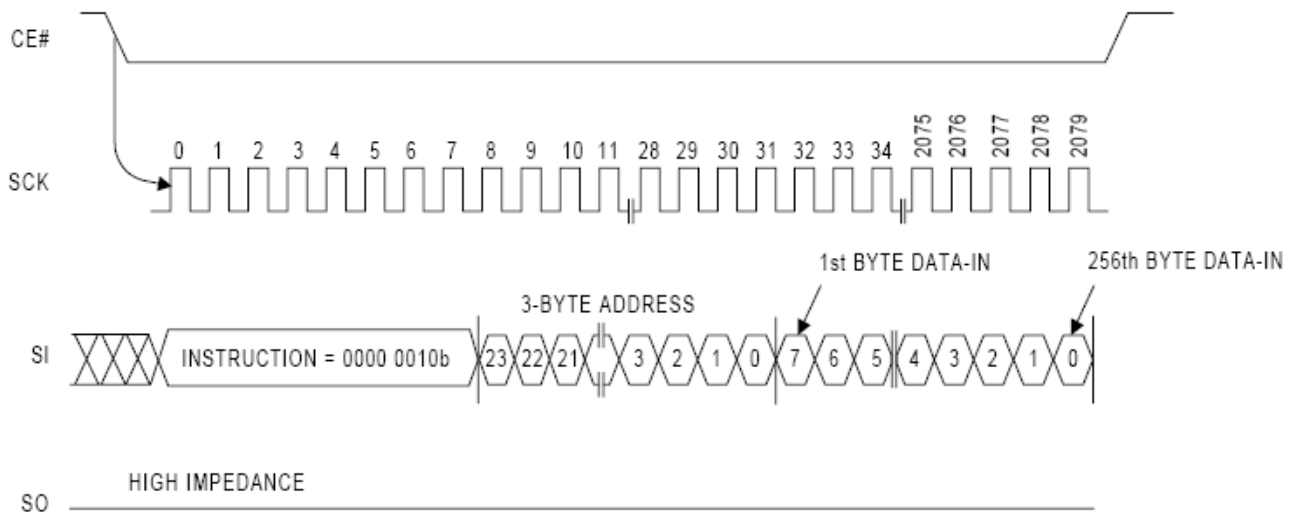 CE#
0 1 2 3 4 5 6 7 8 9 10 11 28 29 30 31 32 33 34 2075 2076 2077 2078 2079
SCK
1st BYTE DATA-IN 256th BYTE DATA-IN
3-BYTE ADDRESS
SI INSTRUCTION = 0000 0010b 23 22 21 3 2 1 0 7 6 5 4 3 2 1 0
HIGH IMPEDANCE
SO